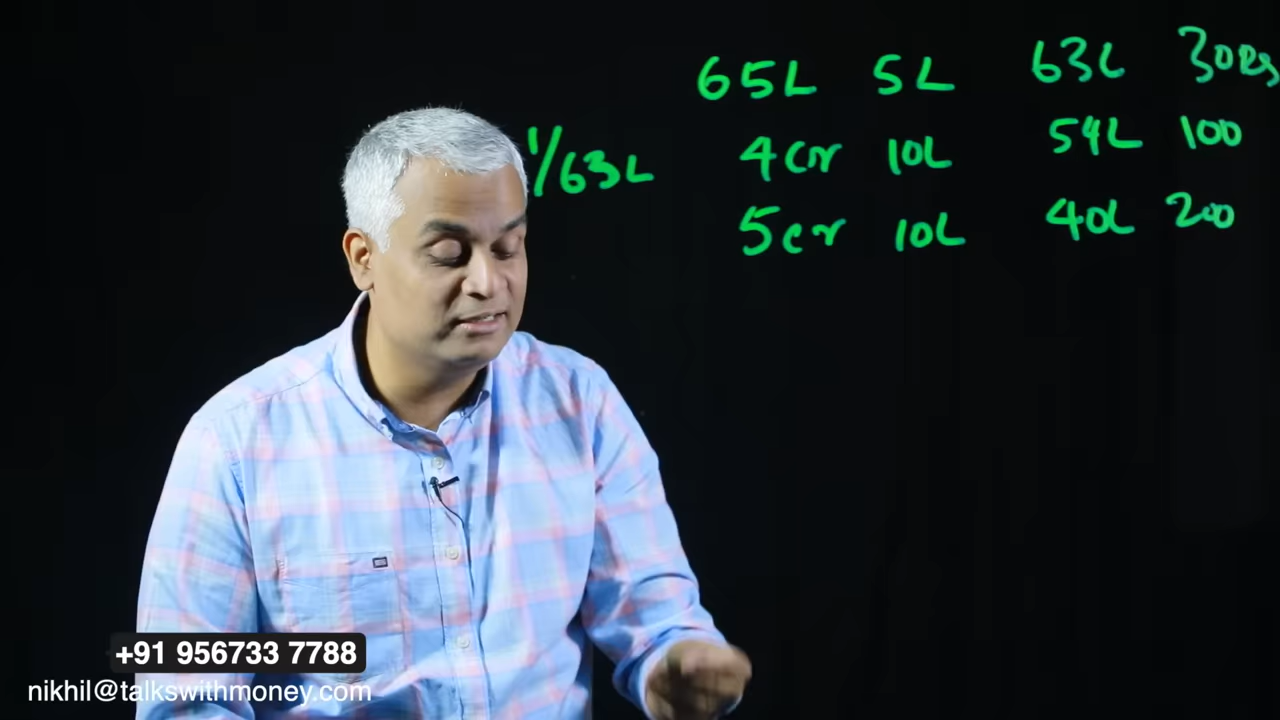 65L 5L 63L 30Rs
1/63L 4Cr 10L 54L 100
5cr 10L 40L 200
+91 956733 7788
nikhil@talkswithmoney.com